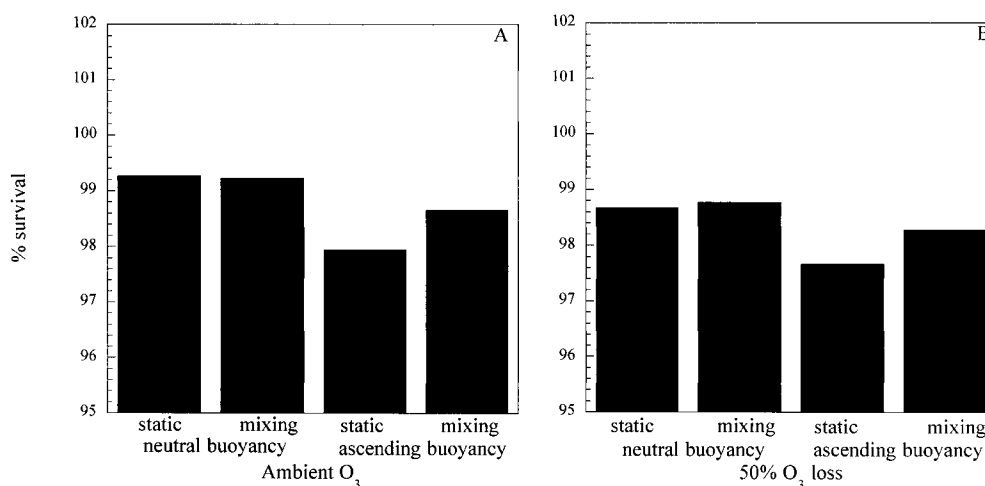 A
102
101
100
99
98
97
96
95
% survival
static mixing static mixing
neutral buoyancy ascending buoyancy
Ambient O3
B
102
101
100
99
98
97
96
95
static mixing static mixing
neutral buoyancy ascending buoyancy
50% O3 loss